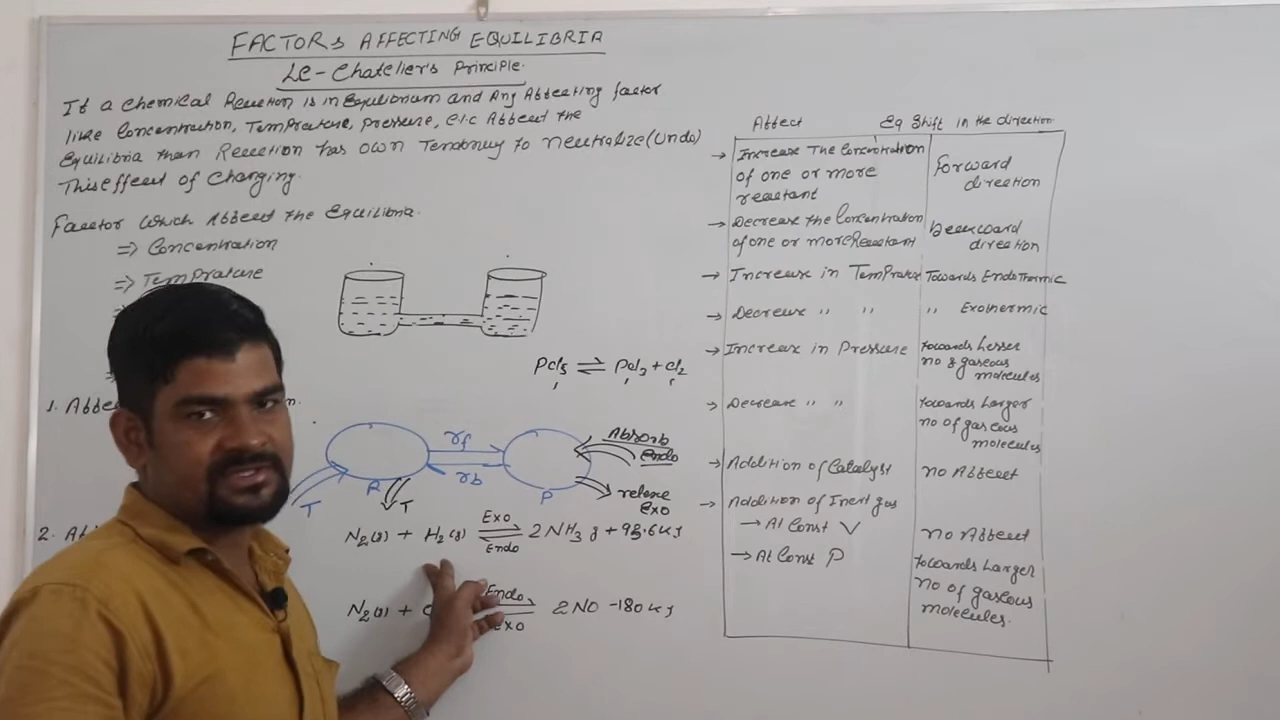 FACTORS AFFECTING EQUILIBRIA
LC-Chatelier's Principle.
If a chemical Reaction is in Equilibrium and Any Affecting factor
like Concentration, Temprature, pressure, etc Affect the
Equilibria than Reaction has own Tendency to neutralize (Undo)
This effect of Changing.
Factor which Affect the Equilibria.
=> Concentration
=> Temprature
PCl5 ⇌ PCl3 + Cl2
1. Affec
rf
rb
R
P
T
T
Absorb
Endo
release
Exo
2. Af
N2(g) + H2(g) Exo ⇌ Endo 2NH3 g + 93.6 KJ
N2(g) + Endo ⇌ Exo 2NO -180 KJ
Affect Eq Shift in the direction.
→ Increase The Concentration Forward
of one or more direction
reactant
→ Decrease the Concentration Backward
of one or more Reactant direction
→ Increase in Temprature Towards EndoThermic
→ Decrease ,, ,, ,, Exothermic
→ Increase in Pressure towards Lesser
no of gaseous
molecules
→ Decrease ,, ,, towards Larger
no of gaseous
molecules
→ Addition of Catalyst no Affect
→ Addition of Inert gas
→ At Const V no Affect
→ At Const P towards Larger
no of gaseous
molecules.